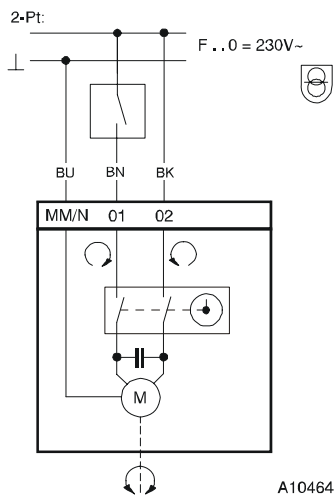 2-Pt:
F . . 0 = 230V~
BU BN BK
MM/N 01 02
M
A10464